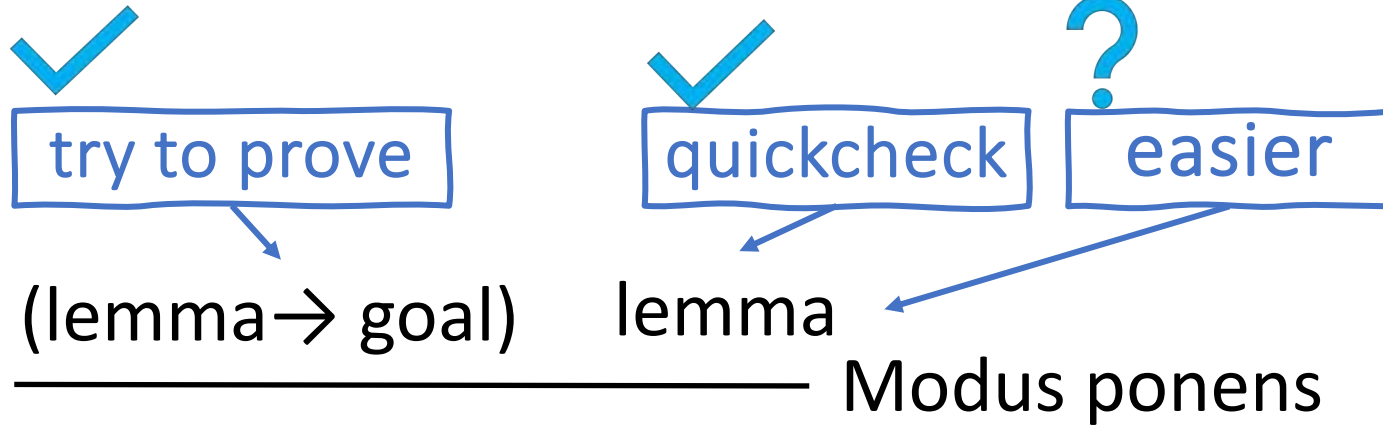 ?
try to prove quickcheck easier
(lemma→ goal) lemma
Modus ponens